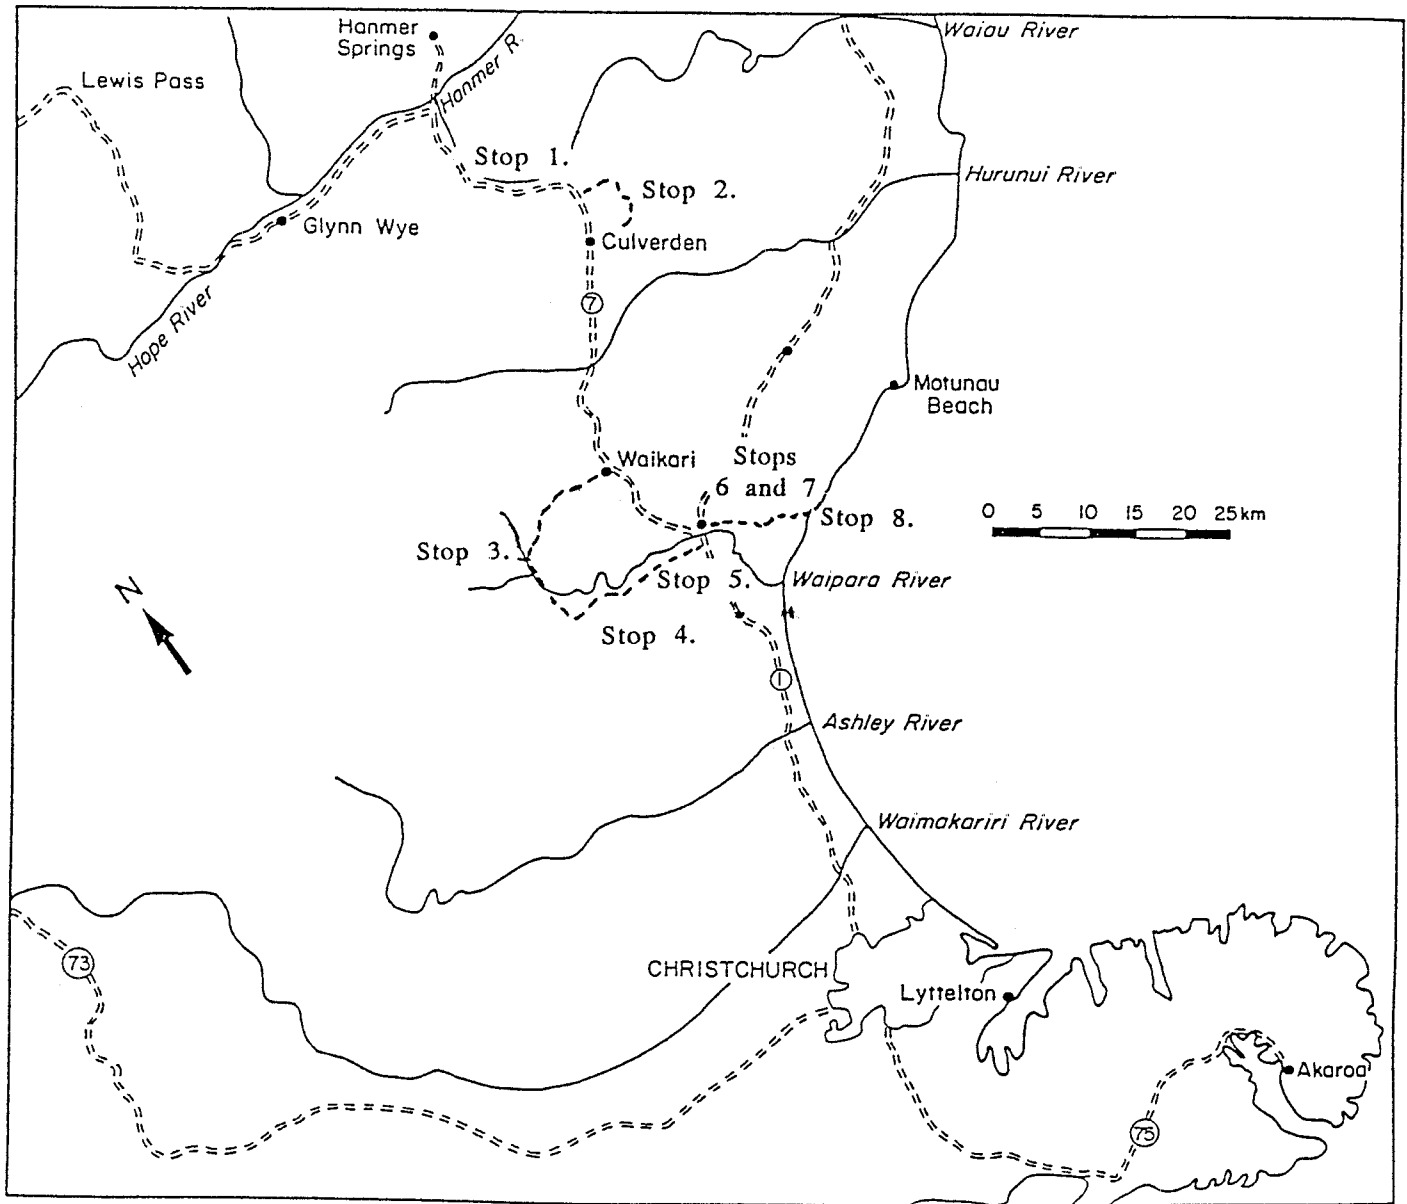 Hanmer
Springs
Waiau River
Lewis Pass
Hanmer R.
Stop 1.
Hurunui River
Stop 2.
Glynn Wye
Culverden
7
Hope River
Motunau
Beach
Waikari
Stops
6 and 7
0 5 10 15 20 25 km
Stop 8.
Stop 3.
Stop 5.
Waipara River
N
Stop 4.
1
Ashley River
Waimakariri River
73
CHRISTCHURCH
Lyttelton
Akaroa
75